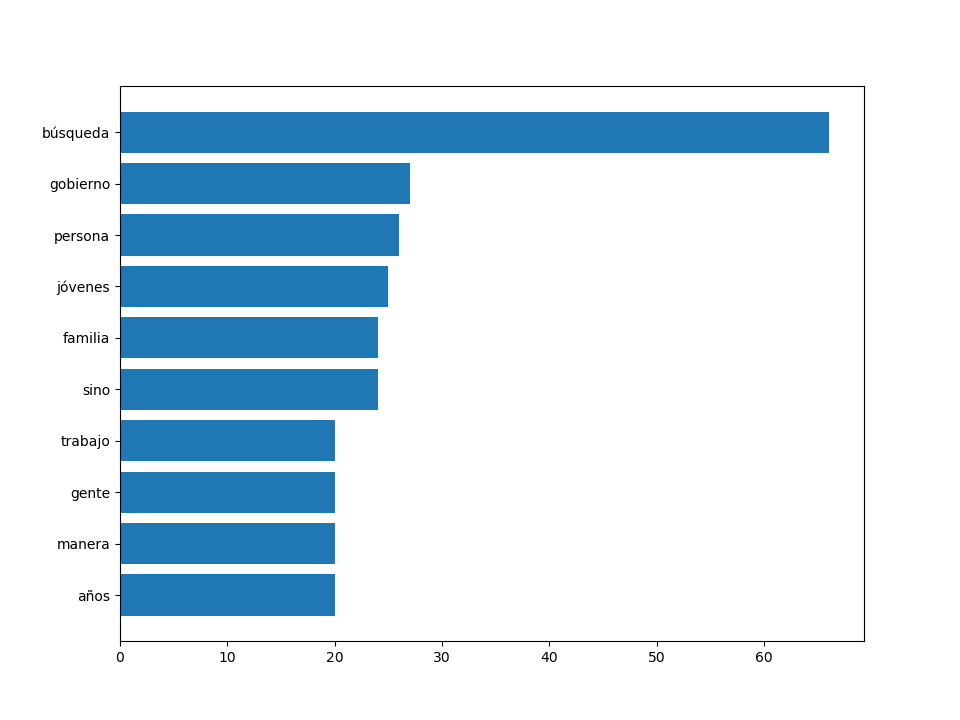 búsqueda
gobierno
persona
jóvenes
familia
sino
trabajo
gente
manera
años
0 10 20 30 40 50 60